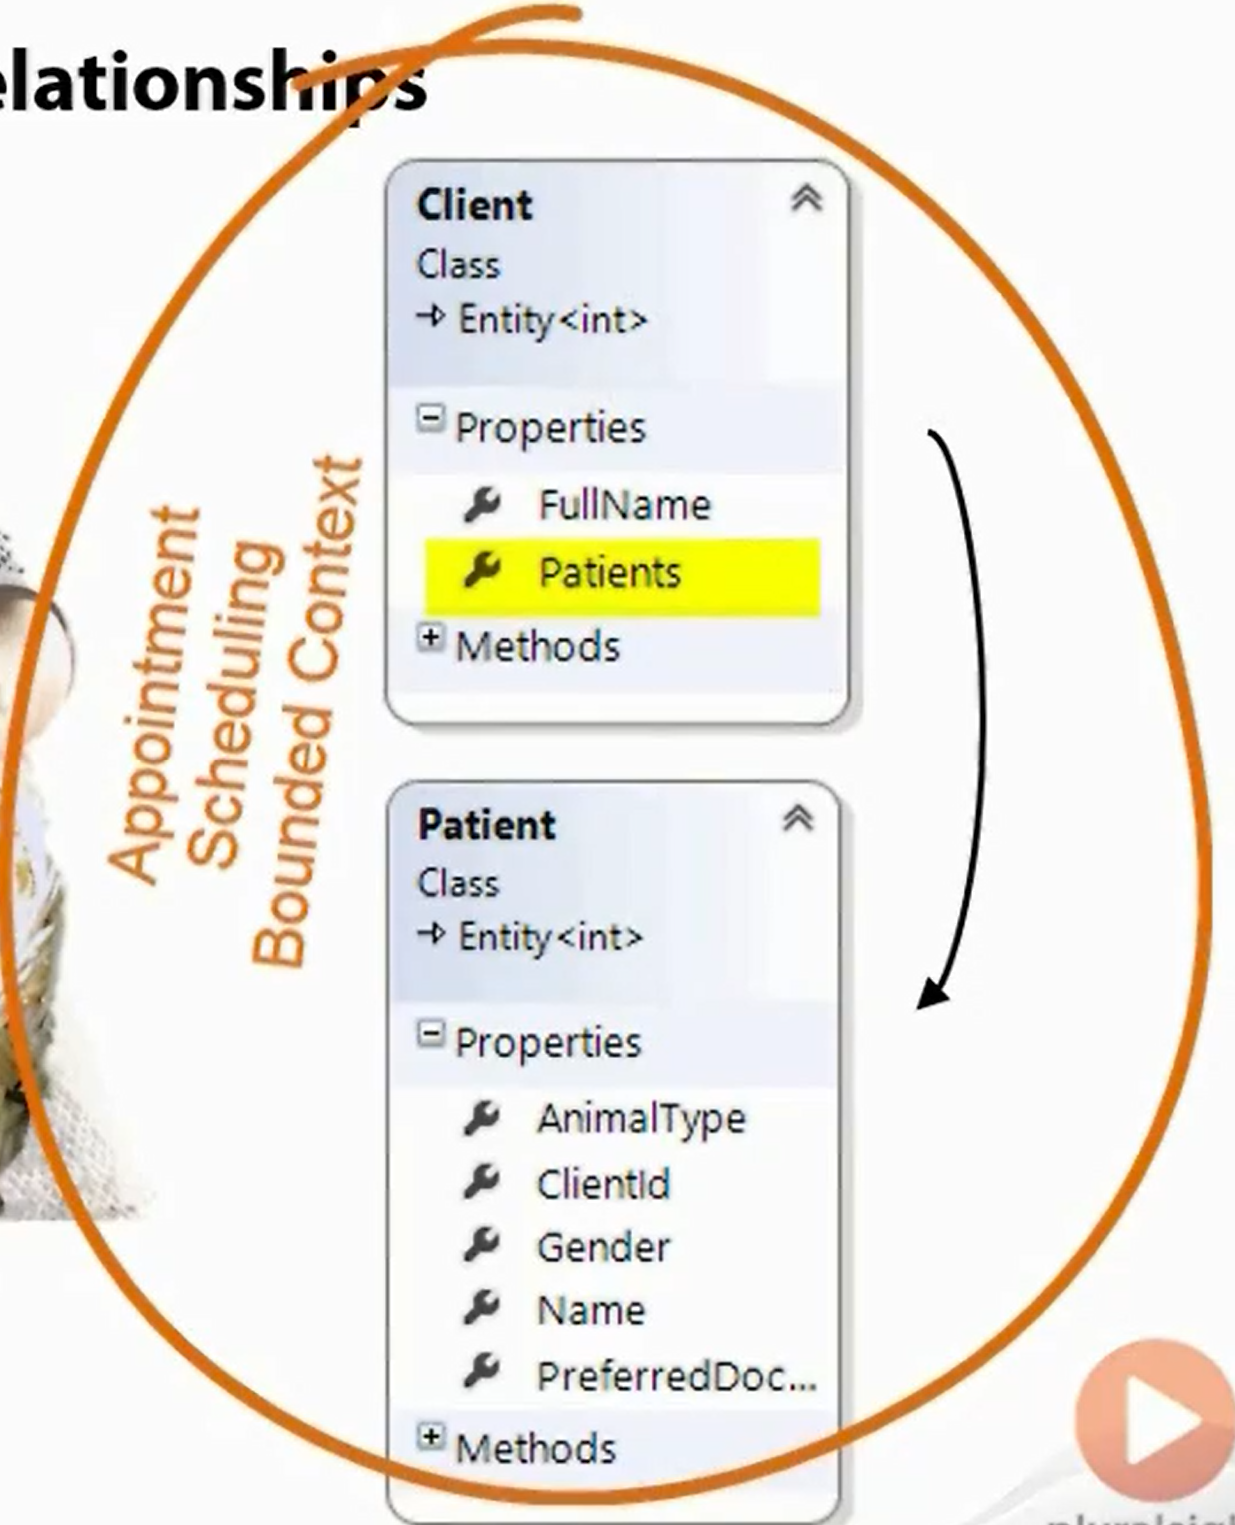 elationships
Client
Class
Entity<int>
Properties
FullName
Patients
Methods
Appointment
Scheduling
Bounded Context
Patient
Class
Entity<int>
Properties
AnimalType
ClientId
Gender
Name
PreferredDoc...
Methods